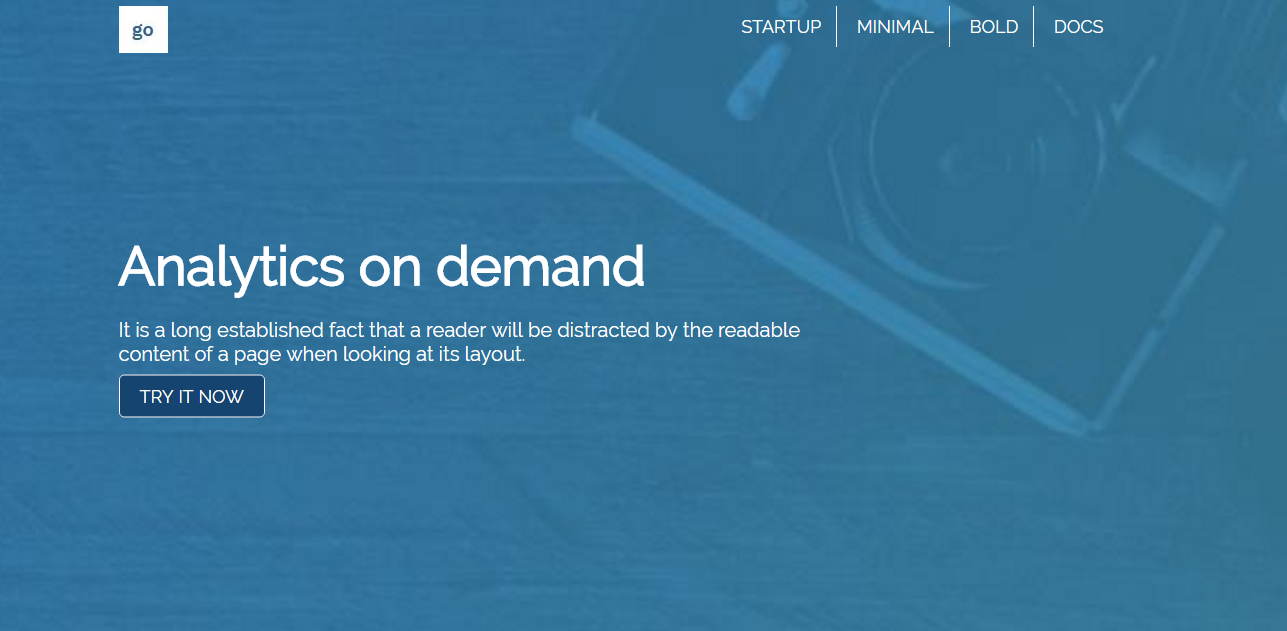 go
STARTUP
MINIMAL
BOLD
DOCS
Analytics on demand
It is a long established fact that a reader will be distracted by the readable
content of a page when looking at its layout.
TRY IT NOW